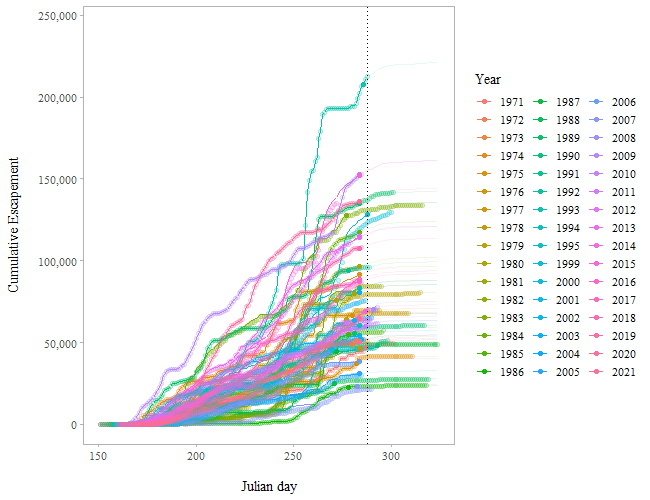 250,000
200,000
150,000
100,000
50,000
0
150 200 250 300
Julian day
Cumulative Escapement
Year
1971 1987 2006
1972 1988 2007
1973 1989 2008
1974 1990 2009
1975 1991 2010
1976 1992 2011
1977 1993 2012
1978 1994 2013
1979 1995 2014
1980 1999 2015
1981 2000 2016
1982 2001 2017
1983 2002 2018
1984 2003 2019
1985 2004 2020
1986 2005 2021